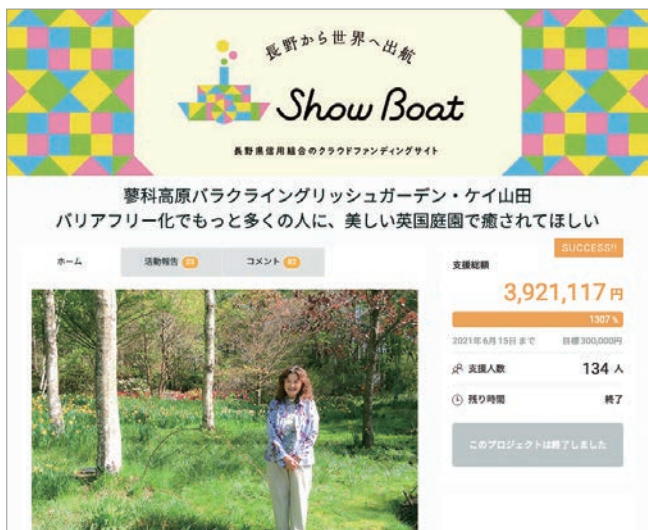 長野から世界へ出航
Show Boat
長野県信用組合のクラウドファンディングサイト
蓼科高原バラクライングリッシュガーデン・ケイ山田
バリアフリー化でもっと多くの人に、美しい英国庭園で癒されてほしい
ホーム
活動報告
コメント
SUCCESS!!
支援総額
3,921,117円
1307%
2021年6月15日まで 目標300,000円
支援人数 134人
残り時間 終了
このプロジェクトは終了しました